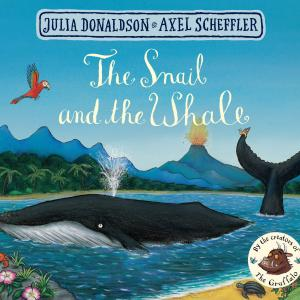 JULIA DONALDSON & AXEL SCHEFFLER
The Snail
and the Whale
By the creators of
The Gruffalo